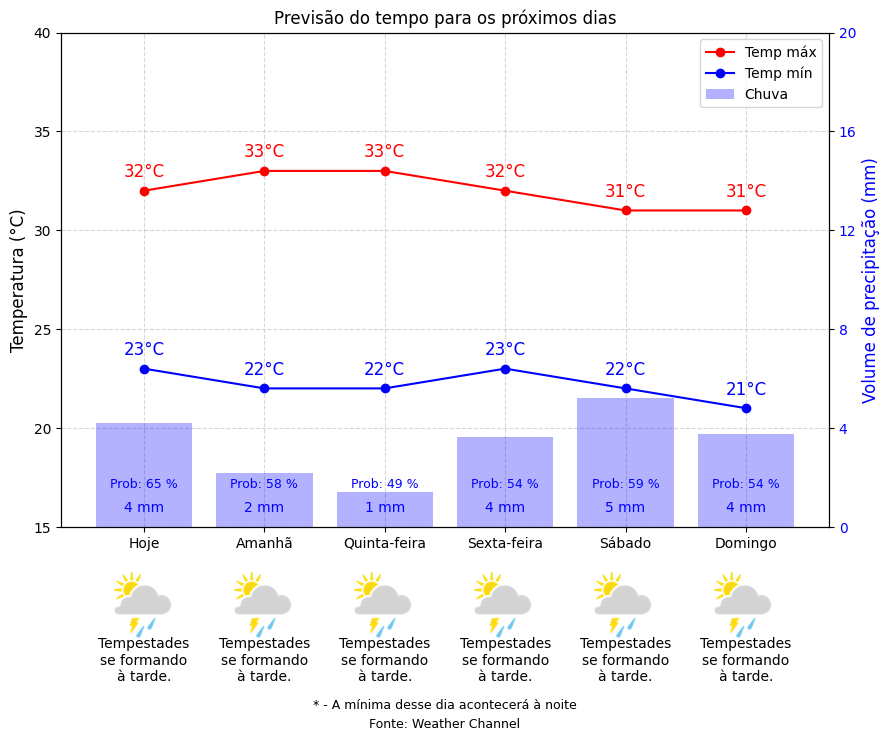 Previsão do tempo para os próximos dias
40
35
30
25
20
15
Temperatura (°C)
20
16
12
8
4
0
Volume de precipitação (mm)
Temp máx
Temp mín
Chuva
32°C 33°C 33°C 32°C 31°C 31°C
23°C 22°C 22°C 23°C 22°C 21°C
Prob: 65 % Prob: 58 % Prob: 49 % Prob: 54 % Prob: 59 % Prob: 54 %
4 mm 2 mm 1 mm 4 mm 5 mm 4 mm
Hoje Amanhã Quinta-feira Sexta-feira Sábado Domingo
Tempestades Tempestades Tempestades Tempestades Tempestades Tempestades
se formando se formando se formando se formando se formando se formando
à tarde. à tarde. à tarde. à tarde. à tarde. à tarde.
* - A mínima desse dia acontecerá à noite
Fonte: Weather Channel